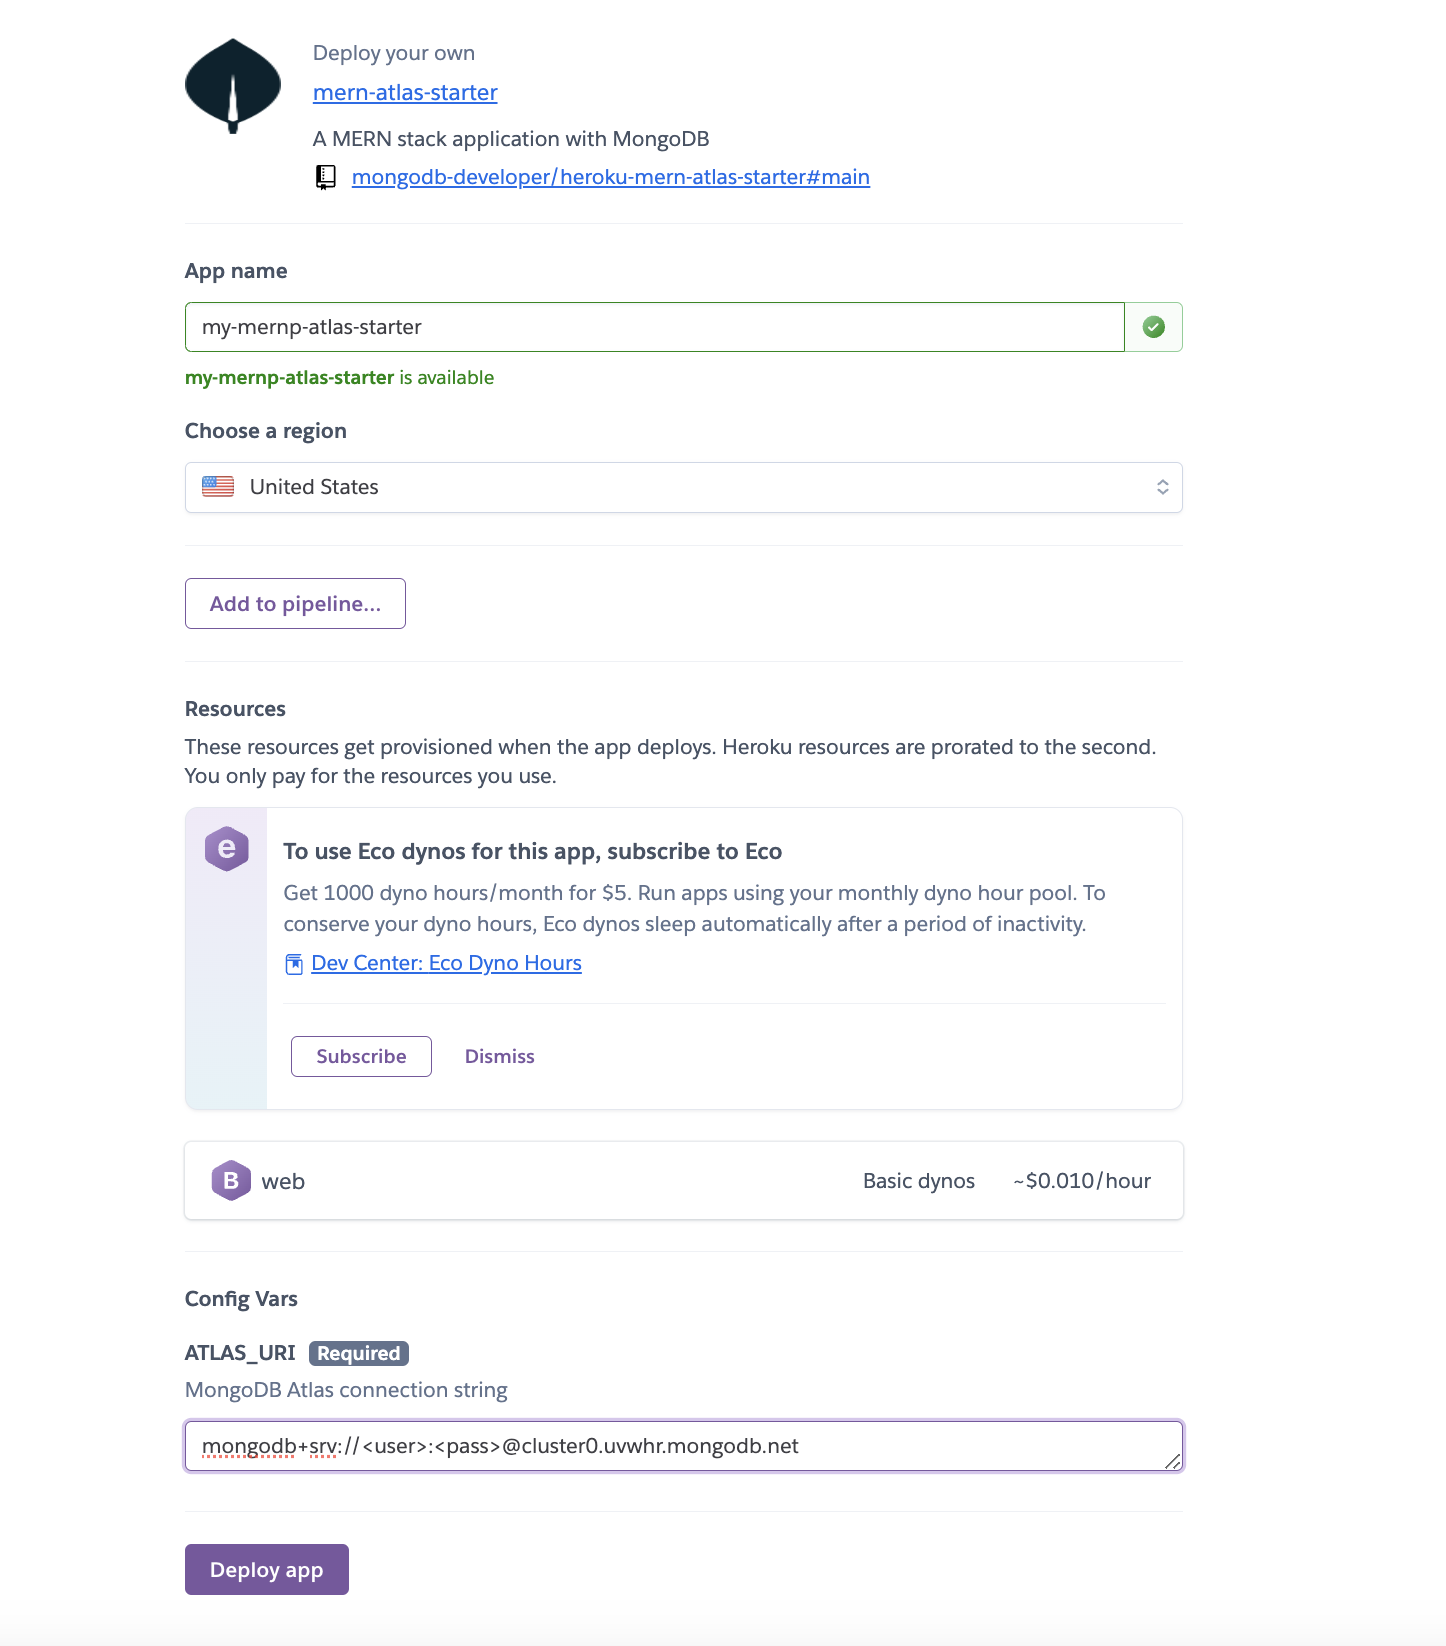 Deploy your own
mern-atlas-starter
A MERN stack application with MongoDB
mongodb-developer/heroku-mern-atlas-starter#main
App name
my-mernp-atlas-starter
my-mernp-atlas-starter is available
Choose a region
United States
Add to pipeline...
Resources
These resources get provisioned when the app deploys. Heroku resources are prorated to the second.
You only pay for the resources you use.
e
To use Eco dynos for this app, subscribe to Eco
Get 1000 dyno hours/month for $5. Run apps using your monthly dyno hour pool. To
conserve your dyno hours, Eco dynos sleep automatically after a period of inactivity.
Dev Center: Eco Dyno Hours
Subscribe Dismiss
B web Basic dynos ~$0.010/hour
Config Vars
ATLAS_URI Required
MongoDB Atlas connection string
mongodb+srv://<user>:<pass>@cluster0.uvwhr.mongodb.net
Deploy app